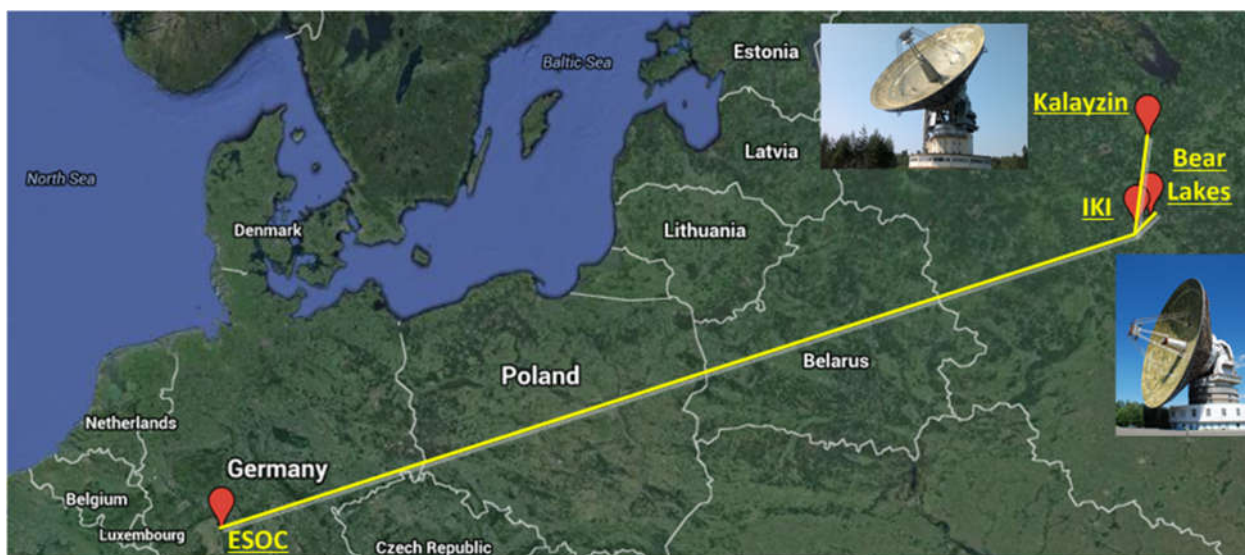 Baltic Sea
Estonia
Kalayzin
Latvia
Bear
Lakes
North Sea
IKI
Denmark
Lithuania
Belarus
Poland
Netherlands
Germany
Belgium
Luxembourg
ESOC
Czech Republic